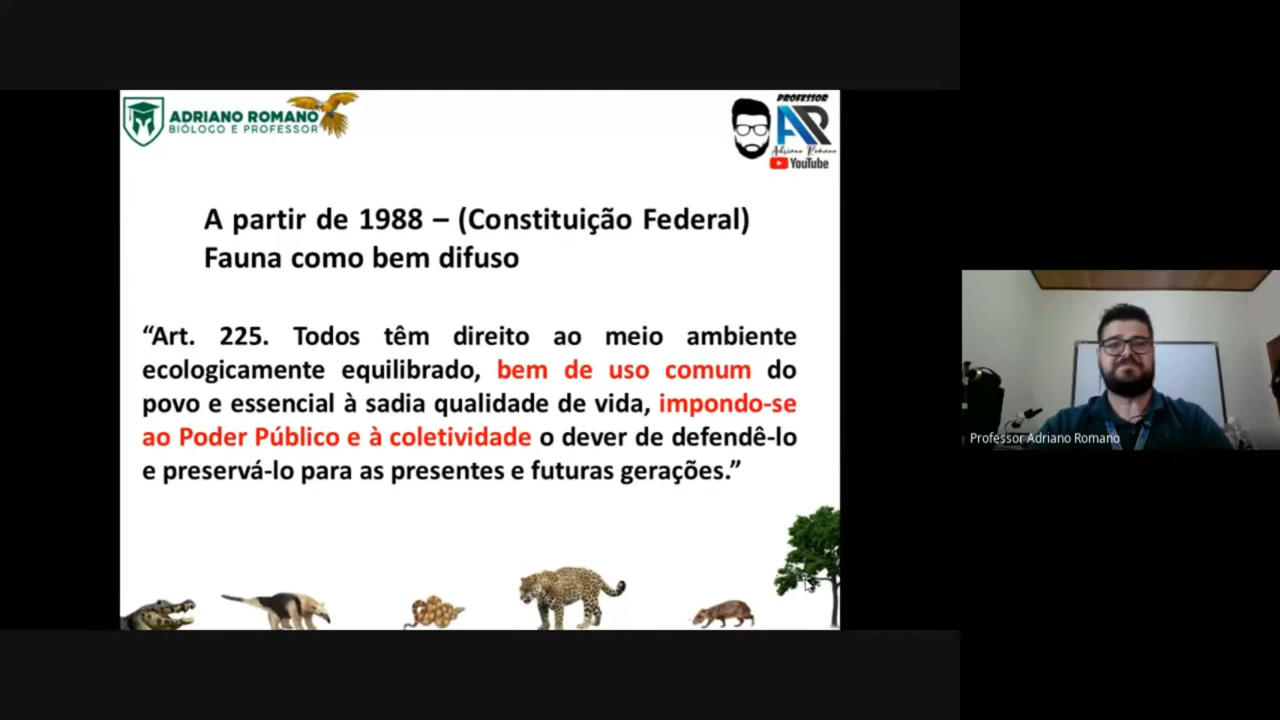 ADRIANO ROMANO
BIÓLOGO E PROFESSOR
PROFESSOR
AR
Adriano Romano
YouTube
A partir de 1988 – (Constituição Federal)
Fauna como bem difuso
“Art. 225. Todos têm direito ao meio ambiente
ecologicamente equilibrado, bem de uso comum do
povo e essencial à sadia qualidade de vida, impondo-se
ao Poder Público e à coletividade o dever de defendê-lo
e preservá-lo para as presentes e futuras gerações.”
Professor Adriano Romano